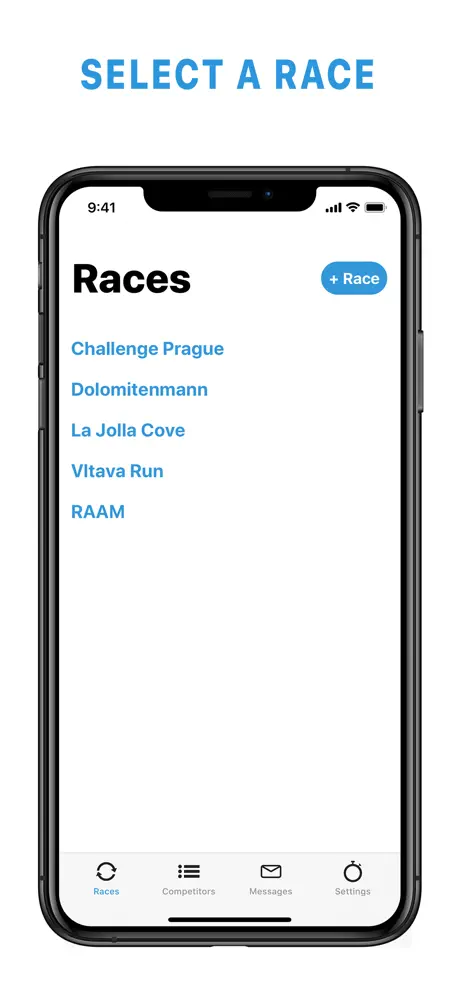 SELECT A RACE
9:41
Races
+ Race
Challenge Prague
Dolomitenmann
La Jolla Cove
Vltava Run
RAAM
Races Competitors Messages Settings